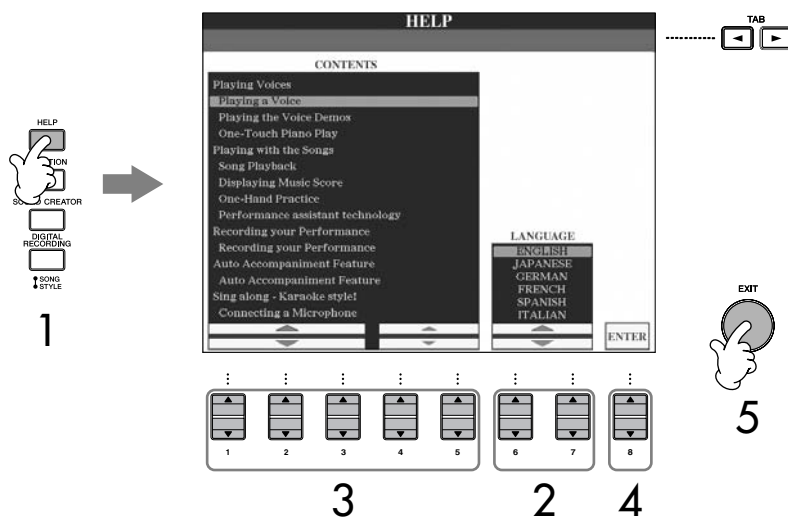 HELP
TAB
CONTENTS
Playing Voices
Playing a Voice
Playing the Voice Demos
One-Touch Piano Play
Playing with the Songs
Song Playback
Displaying Music Score
One-Hand Practice
Performance assistant technology
Recording your Performance
Recording your Performance
Auto Accompaniment Feature
Auto Accompaniment Feature
Sing along - Karaoke style!
Connecting a Microphone
LANGUAGE
ENGLISH
JAPANESE
GERMAN
FRENCH
SPANISH
ITALIAN
ENTER
HELP
CREATOR
DIGITAL
RECORDING
SONG
STYLE
1
EXIT
5
1 2 3 4 5 6 7 8
3 2 4